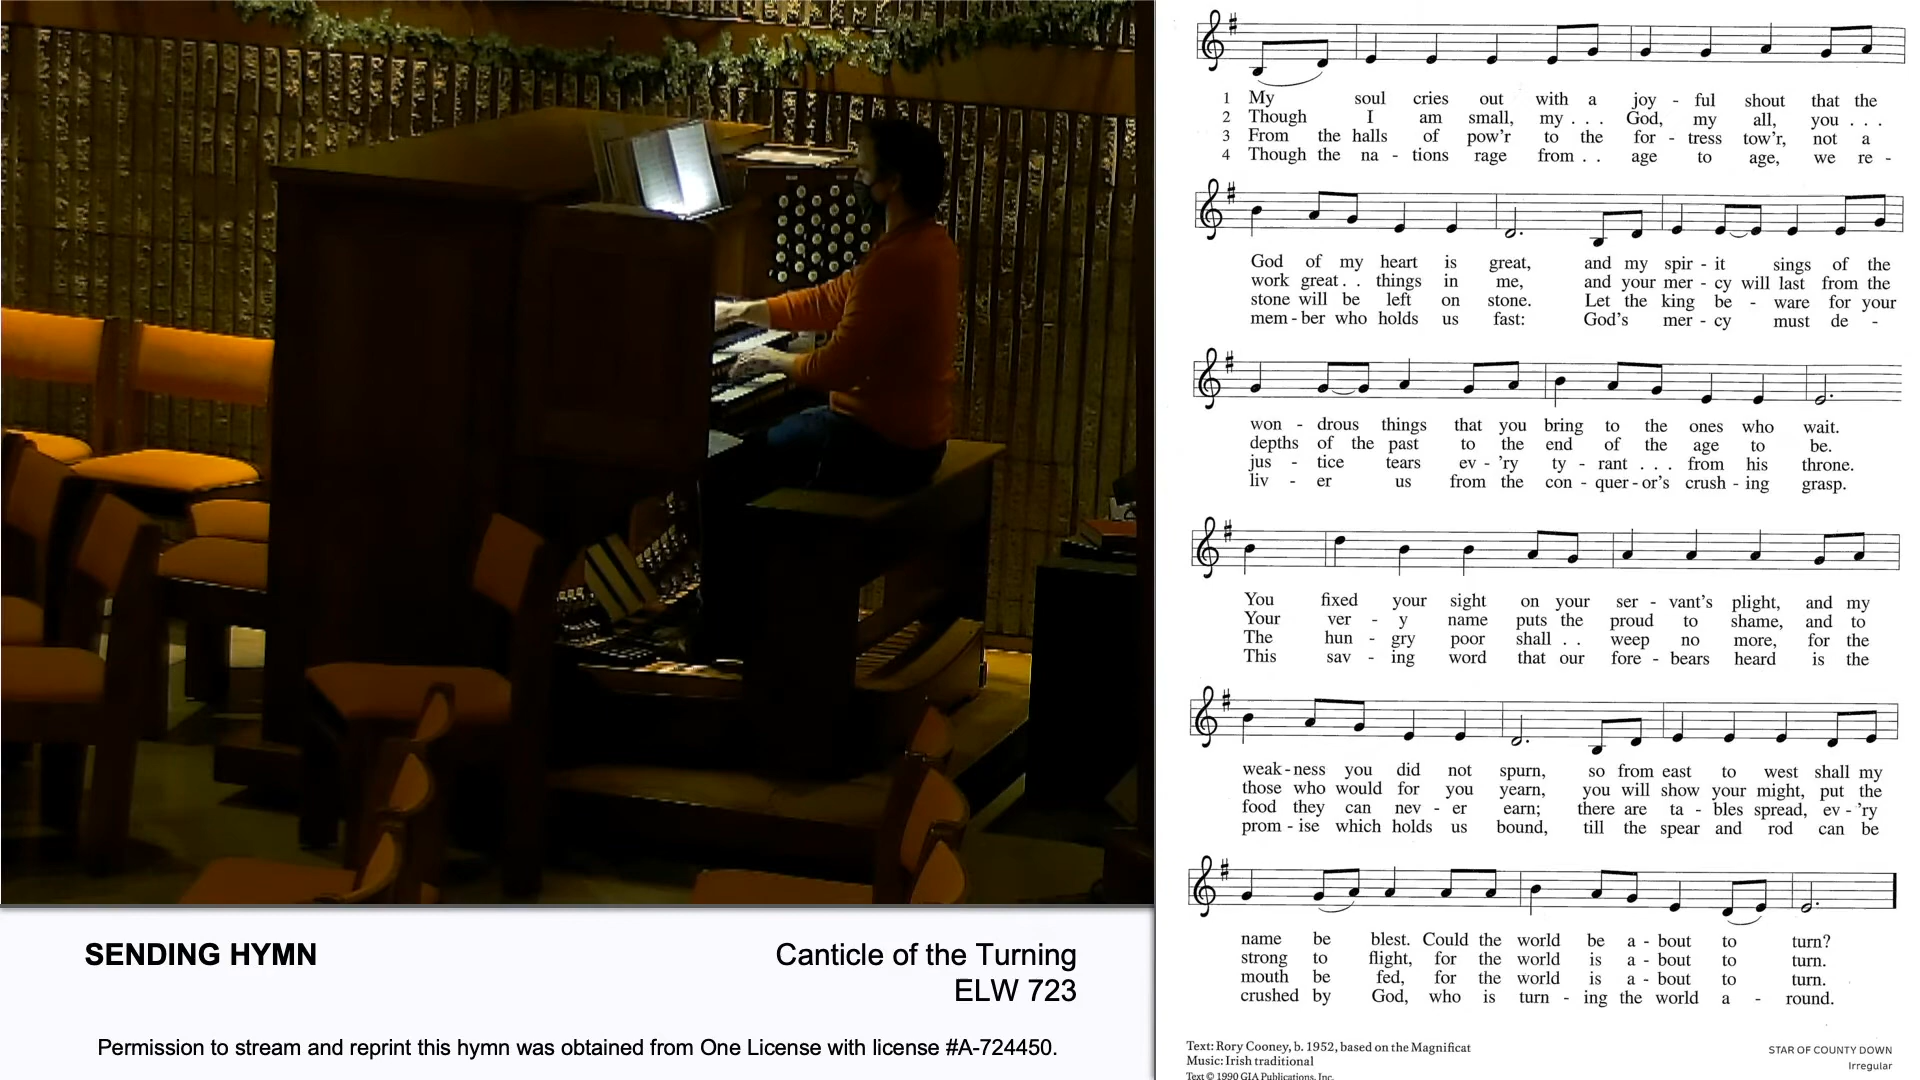 1 My soul cries out with a joy - ful shout that the
2 Though I am small, my . . . God, my all, you . . .
3 From the halls of pow'r to the for - tress tow'r, not a
4 Though the na - tions rage from . . age to age, we re -
God of my heart is great, and my spir - it sings of the
work great . . things in me, and your mer - cy will last from the
stone will be left on stone. Let the king be - ware for your
mem - ber who holds us fast: God's mer - cy must de -
won - drous things that you bring to the ones who wait.
depths of the past to the end of the age to be.
jus - tice tears ev - 'ry ty - rant . . . from his throne.
liv - er us from the con - quer - or's crush - ing grasp.
You fixed your sight on your ser - vant's plight, and my
Your ver - y name puts the proud to shame, and to
The hun - gry poor shall . . weep no more, for the
This sav - ing word that our fore - bears heard is the
weak - ness you did not spurn, so from east to west shall my
those who would for you yearn, you will show your might, put the
food they can nev - er earn; there are ta - bles spread, ev - 'ry
prom - ise which holds us bound, till the spear and rod can be
name be blest. Could the world be a - bout to turn?
strong to flight, for the world is a - bout to turn.
mouth be fed, for the world is a - bout to turn.
crushed by God, who is turn - ing the world a - round.
Text: Rory Cooney, b. 1952, based on the Magnificat
Music: Irish traditional
Text © 1990 GIA Publications, Inc.
STAR OF COUNTY DOWN
Irregular
SENDING HYMN
Canticle of the Turning
ELW 723
Permission to stream and reprint this hymn was obtained from One License with license #A-724450.